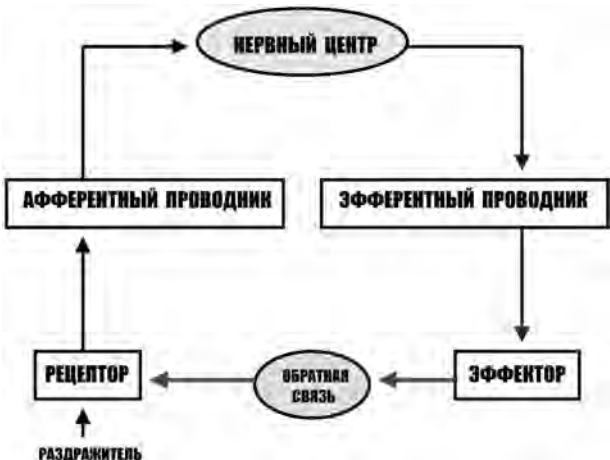 НЕРВНЫЙ ЦЕНТР
АФФЕРЕНТНЫЙ ПРОВОДНИК
ЭФФЕРЕНТНЫЙ ПРОВОДНИК
РЕЦЕПТОР
ОБРАТНАЯ
СВЯЗЬ
ЭФФЕКТОР
РАЗДРАЖИТЕЛЬ